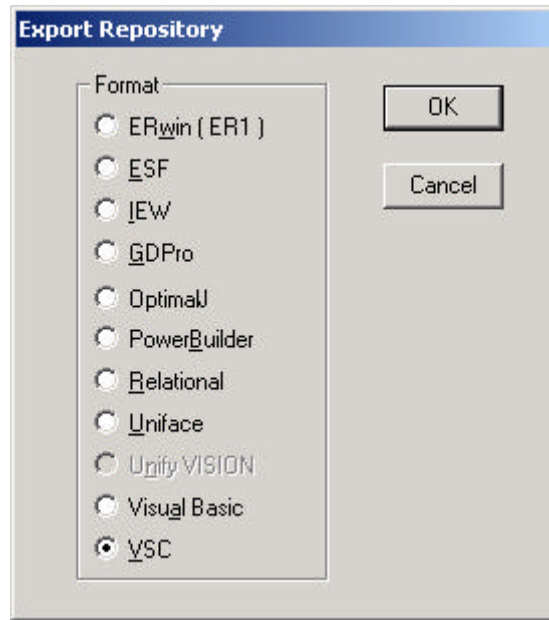 Export Repository
Format
ERwin ( ER1 )
ESF
IEW
GDPro
OptimalJ
PowerBuilder
Relational
Uniface
Unify VISION
Visual Basic
VSC
OK
Cancel